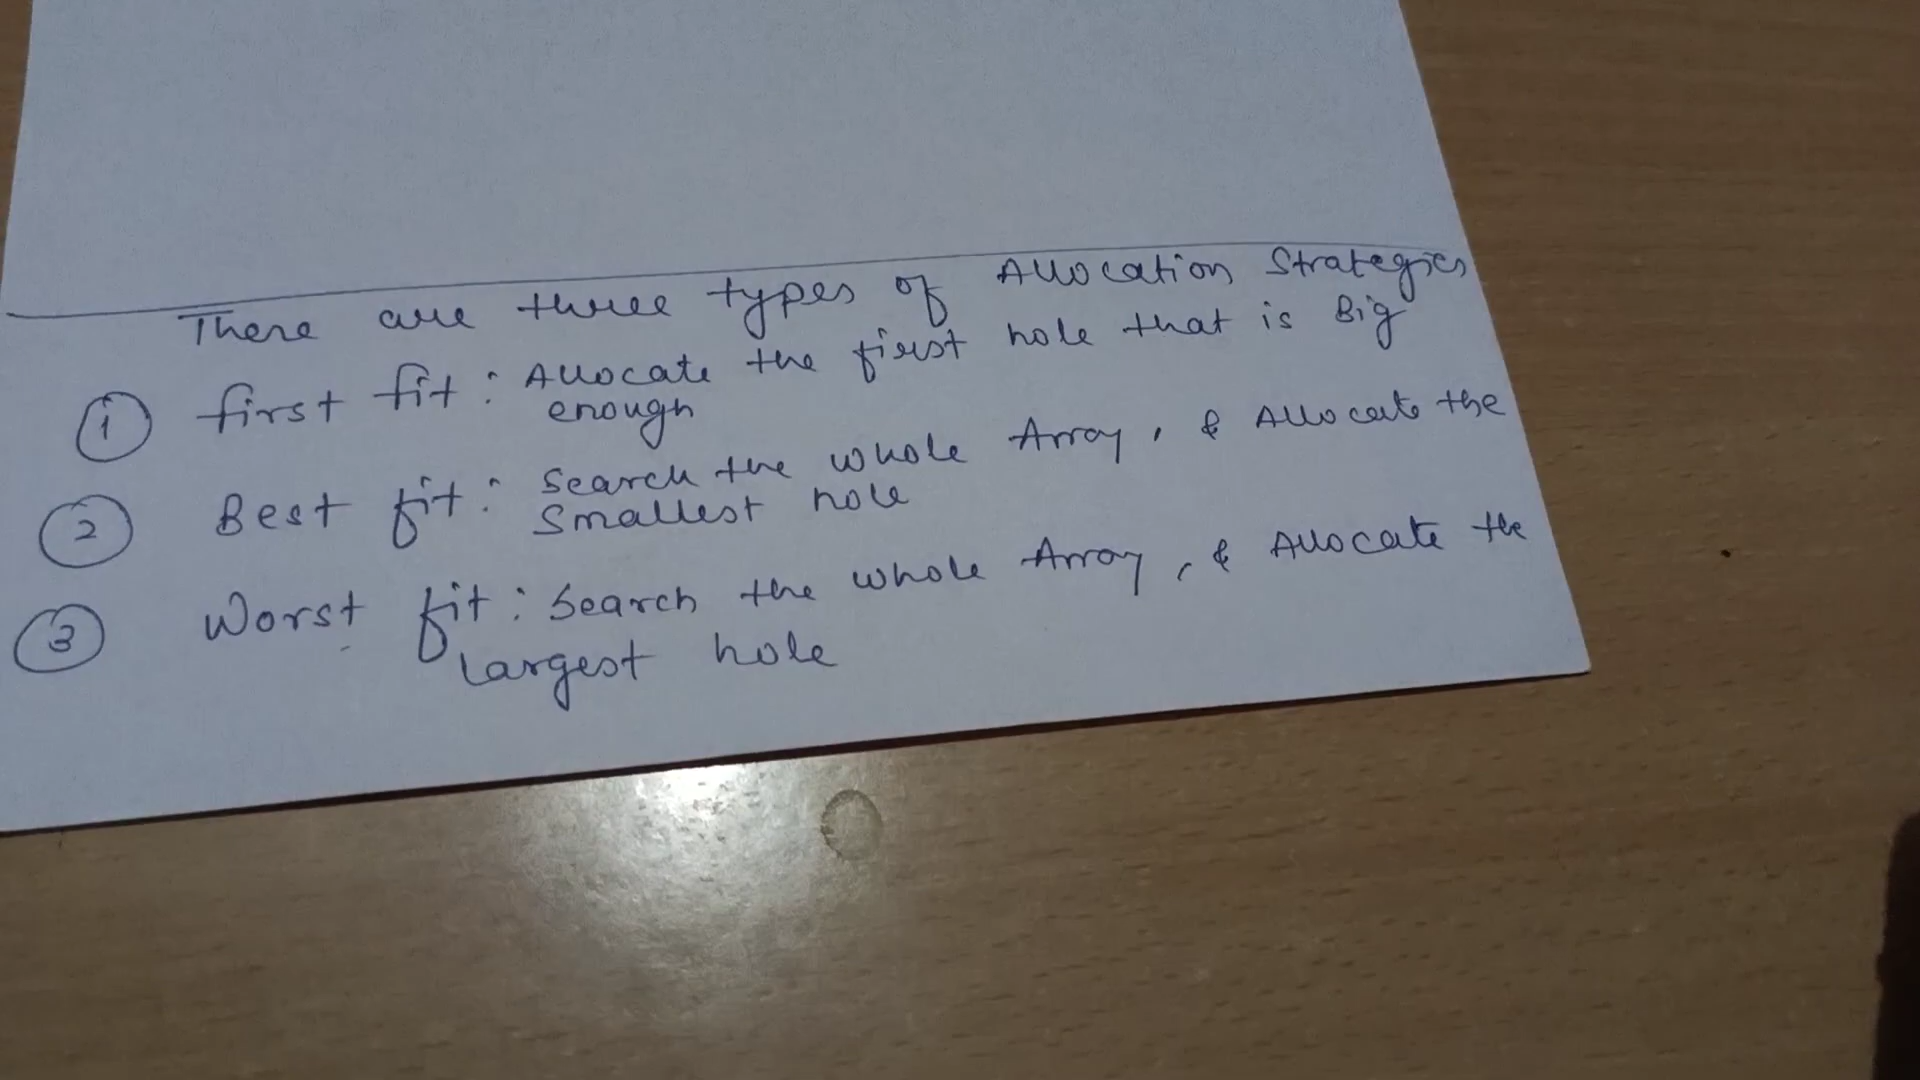 There are three types of Allocation Strategies
① first fit: Allocate the first hole that is Big
enough
② Best fit: Search the whole Array, & Allocate the
Smallest hole
③ Worst fit: Search the whole Array, & Allocate the
largest hole